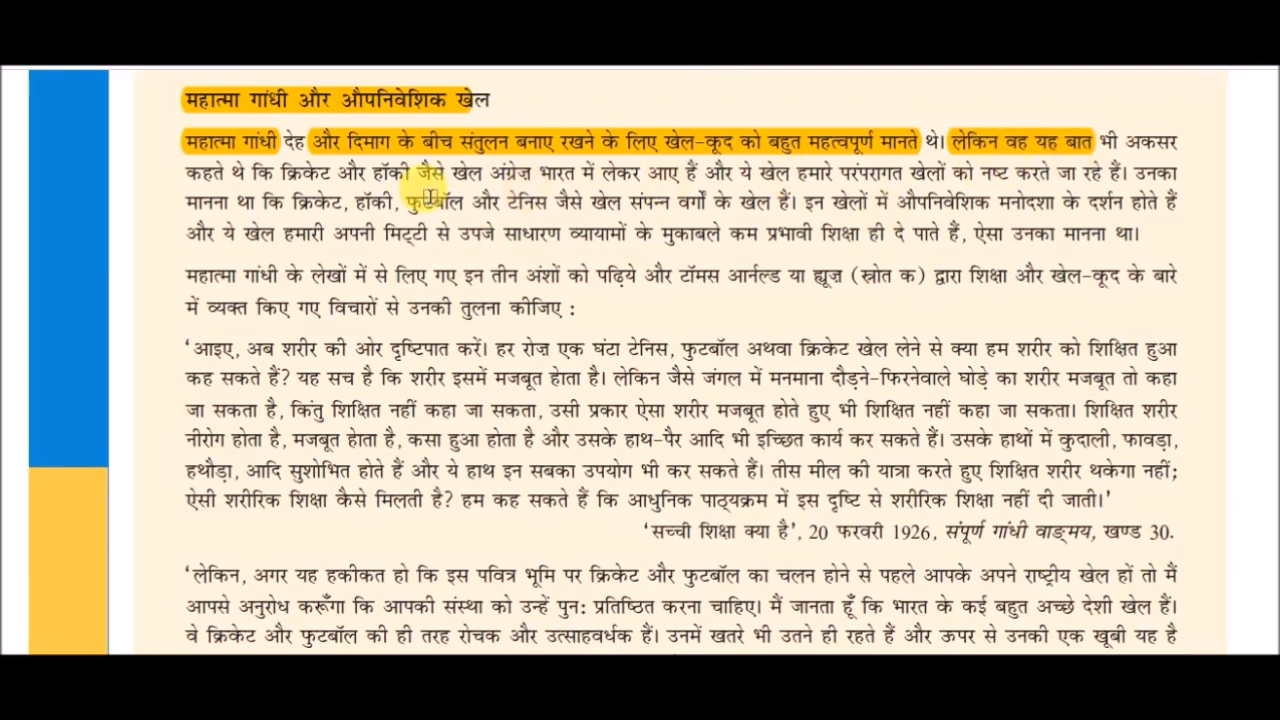 महात्मा गांधी और औपनिवेशिक खेल
महात्मा गांधी देह और दिमाग के बीच संतुलन बनाए रखने के लिए खेल-कूद को बहुत महत्वपूर्ण मानते थे। लेकिन वह यह बात भी अकसर
कहते थे कि क्रिकेट और हॉकी जैसे खेल अंग्रेज़ भारत में लेकर आए हैं और ये खेल हमारे परंपरागत खेलों को नष्ट करते जा रहे हैं। उनका
मानना था कि क्रिकेट, हॉकी, फुटबॉल और टेनिस जैसे खेल संपन्न वर्गों के खेल हैं। इन खेलों में औपनिवेशिक मनोदशा के दर्शन होते हैं
और ये खेल हमारी अपनी मिट्टी से उपजे साधारण व्यायामों के मुकाबले कम प्रभावी शिक्षा ही दे पाते हैं, ऐसा उनका मानना था।
महात्मा गांधी के लेखों में से लिए गए इन तीन अंशों को पढ़िये और टॉमस आर्नल्ड या ह्यूज़ (स्रोत क) द्वारा शिक्षा और खेल-कूद के बारे
में व्यक्त किए गए विचारों से उनकी तुलना कीजिए :
‘आइए, अब शरीर की ओर दृष्टिपात करें। हर रोज़ एक घंटा टेनिस, फुटबॉल अथवा क्रिकेट खेल लेने से क्या हम शरीर को शिक्षित हुआ
कह सकते हैं? यह सच है कि शरीर इसमें मजबूत होता है। लेकिन जैसे जंगल में मनमाना दौड़ने-फिरनेवाले घोड़े का शरीर मजबूत तो कहा
जा सकता है, किंतु शिक्षित नहीं कहा जा सकता, उसी प्रकार ऐसा शरीर मजबूत होते हुए भी शिक्षित नहीं कहा जा सकता। शिक्षित शरीर
नीरोग होता है, मजबूत होता है, कसा हुआ होता है और उसके हाथ-पैर आदि भी इच्छित कार्य कर सकते हैं। उसके हाथों में कुदाली, फावड़ा,
हथौड़ा, आदि सुशोभित होते हैं और ये हाथ इन सबका उपयोग भी कर सकते हैं। तीस मील की यात्रा करते हुए शिक्षित शरीर थकेगा नहीं;
ऐसी शरीरिक शिक्षा कैसे मिलती है? हम कह सकते हैं कि आधुनिक पाठ्यक्रम में इस दृष्टि से शरीरिक शिक्षा नहीं दी जाती।’
‘सच्ची शिक्षा क्या है’, 20 फरवरी 1926, संपूर्ण गांधी वाङ्मय, खण्ड 30.
‘लेकिन, अगर यह हकीकत हो कि इस पवित्र भूमि पर क्रिकेट और फुटबॉल का चलन होने से पहले आपके अपने राष्ट्रीय खेल हों तो मैं
आपसे अनुरोध करूँगा कि आपकी संस्था को उन्हें पुन: प्रतिष्ठित करना चाहिए। मैं जानता हूँ कि भारत के कई बहुत अच्छे देशी खेल हैं।
वे क्रिकेट और फुटबॉल की ही तरह रोचक और उत्साहवर्धक हैं। उनमें खतरे भी उतने ही रहते हैं और ऊपर से उनकी एक खूबी यह है